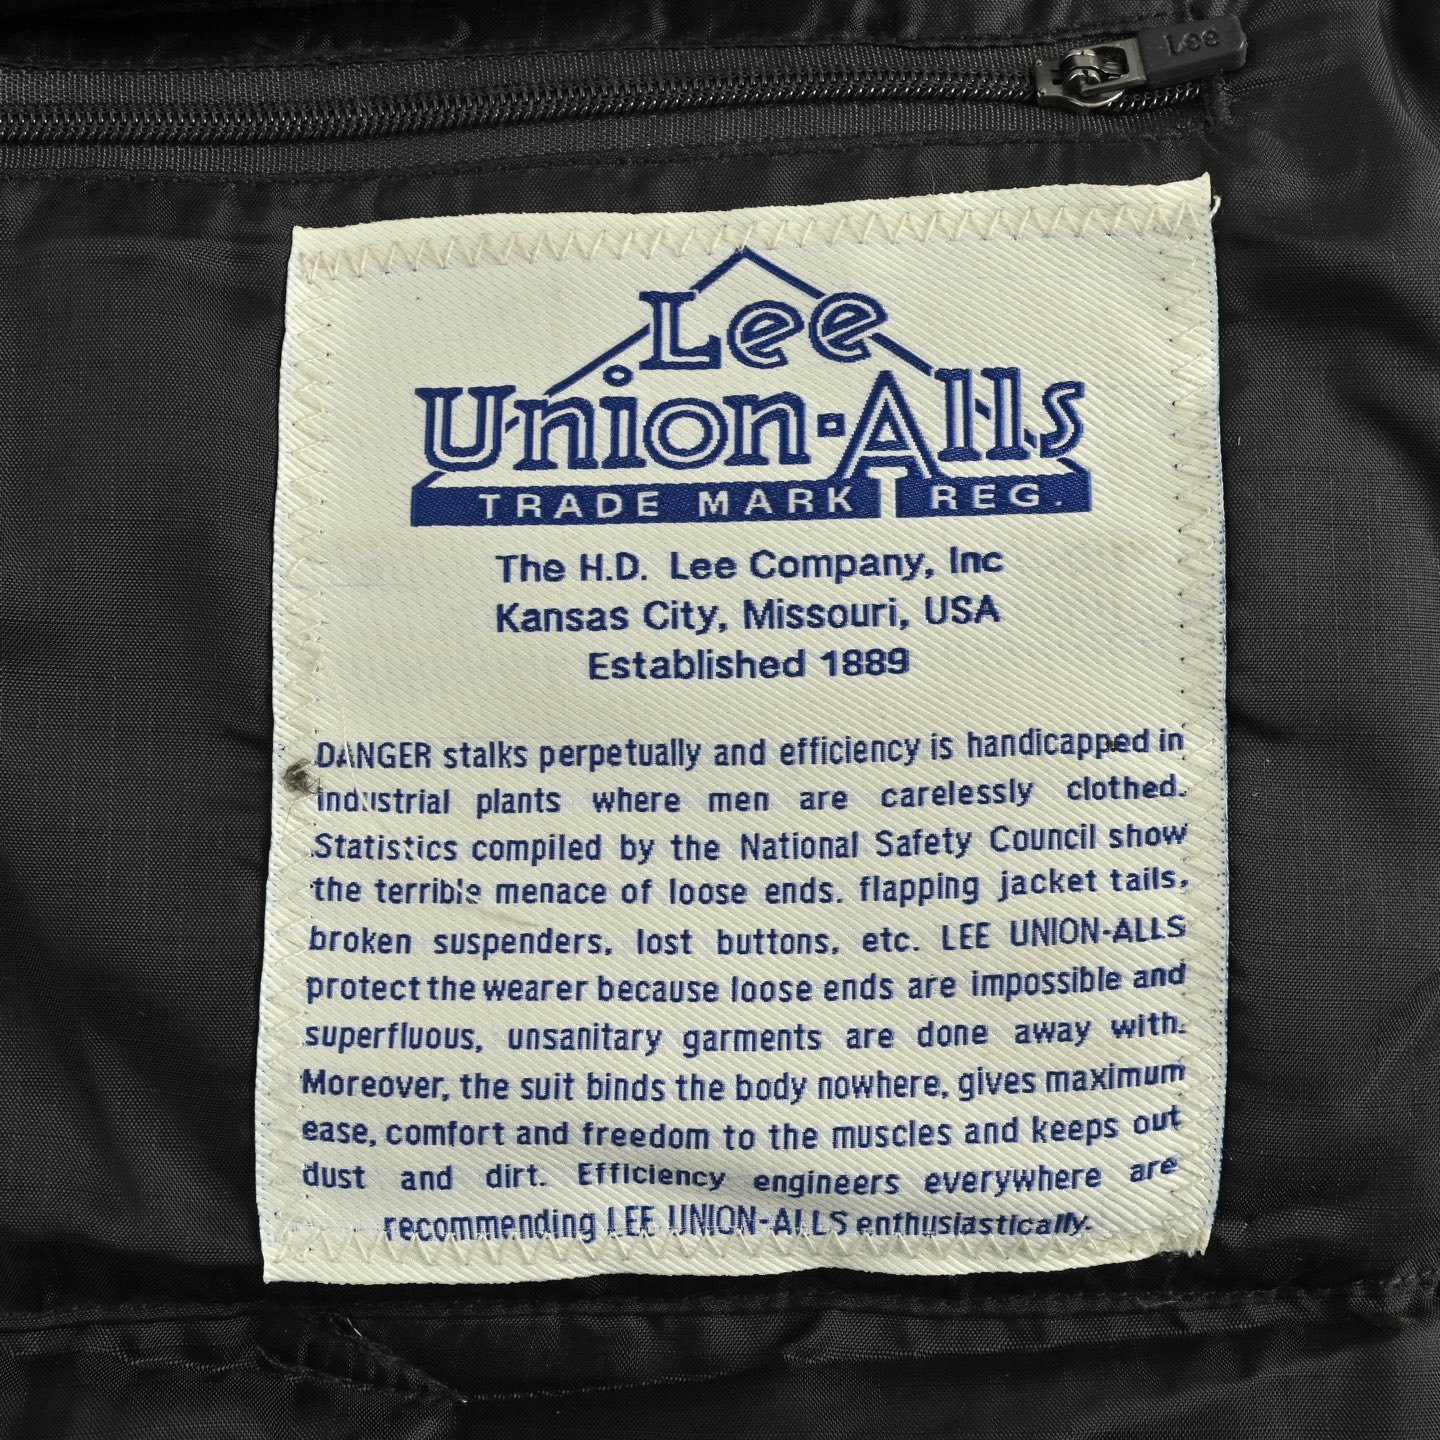 Lee
Lee
Union-Alls
TRADE MARK REG.
The H.D. Lee Company, Inc
Kansas City, Missouri, USA
Established 1889
DANGER stalks perpetually and efficiency is handicapped in
industrial plants where men are carelessly clothed.
Statistics compiled by the National Safety Council show
the terrible menace of loose ends. flapping jacket tails,
broken suspenders, lost buttons, etc. LEE UNION-ALLS
protect the wearer because loose ends are impossible and
superfluous, unsanitary garments are done away with.
Moreover, the suit binds the body nowhere, gives maximum
ease, comfort and freedom to the muscles and keeps out
dust and dirt. Efficiency engineers everywhere are
recommending LEE UNION-ALLS enthusiastically.